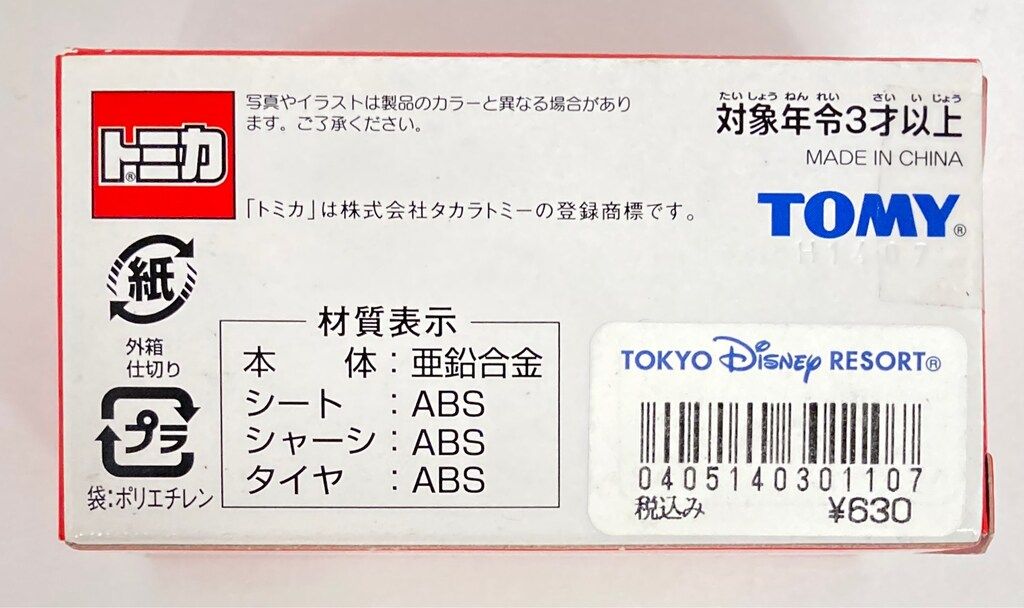 トミカ®
写真やイラストは製品のカラーと異なる場合があり
ます。ご了承ください。
「トミカ」は株式会社タカラトミーの登録商標です。
たいしょう ねん れい さい い じょう
対象年令3才以上
MADE IN CHINA
TOMY®
H1407
紙
外箱
仕切り
プラ
袋:ポリエチレン
材質表示
本 体:亜鉛合金
シート :ABS
シャーシ:ABS
タイヤ :ABS
TOKYO Disney RESORT®
0405140301107
税込み ¥630